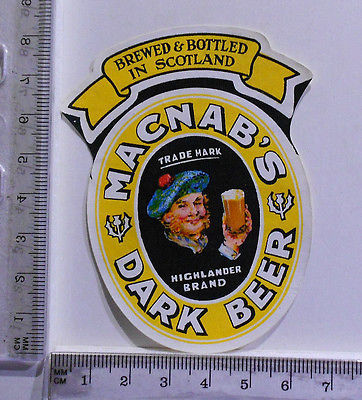 BREWED & BOTTLED
IN SCOTLAND
MACNAB'S
TRADE MARK
HIGHLANDER
BRAND
DARK BEER
MM
CM
1 2 3 4 5 6 7